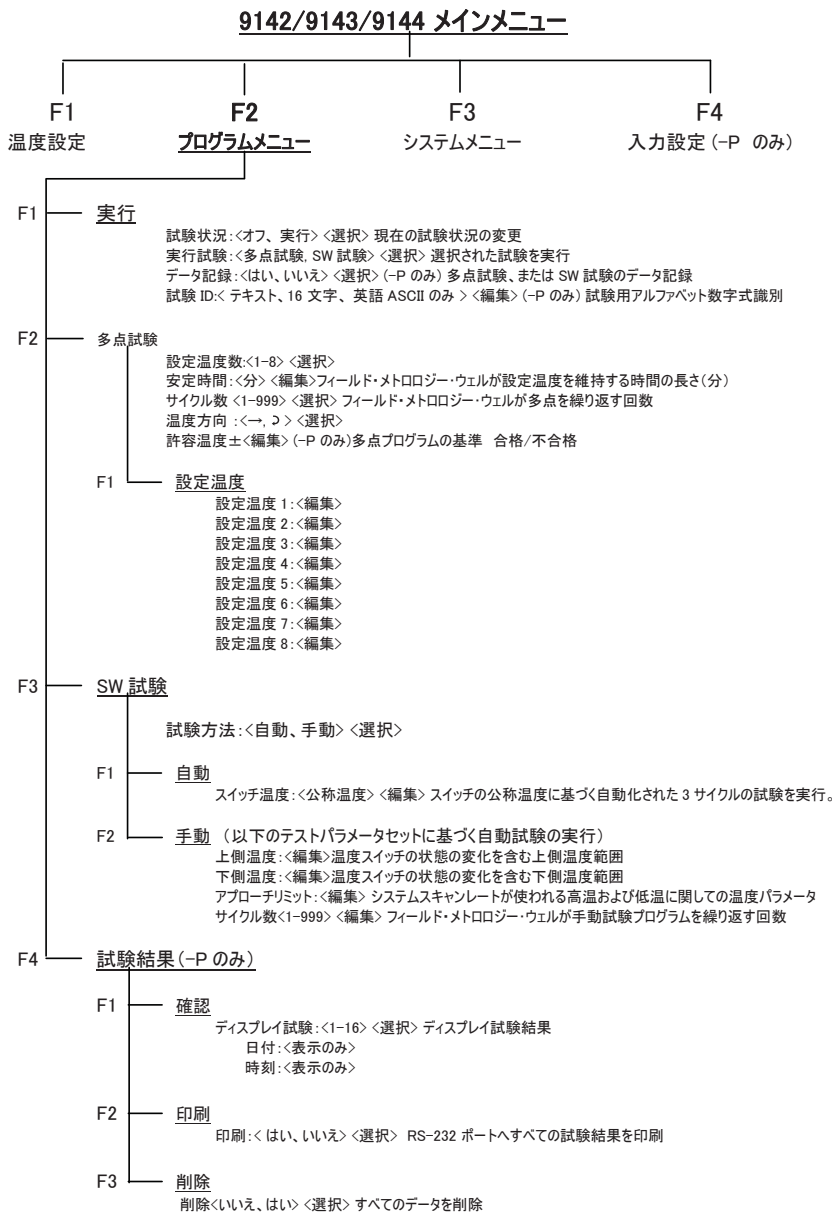 9142/9143/9144 メインメニュー
F1 F2 F3 F4
温度設定 プログラムメニュー システムメニュー 入力設定 (-P のみ)
F1 実行
試験状況:<オフ、実行> <選択> 現在の試験状況の変更
実行試験:<多点試験, SW 試験> <選択> 選択された試験を実行
データ記録:<はい、いいえ> <選択> (-P のみ) 多点試験、または SW 試験のデータ記録
試験 ID:< テキスト、16 文字、英語 ASCII のみ > <編集> (-P のみ) 試験用アルファベット数字式識別
F2 多点試験
設定温度数:<1-8> <選択>
安定時間:<分> <編集>フィールド・メトロロジー・ウェルが設定温度を維持する時間の長さ(分)
サイクル数 <1-999> <選択> フィールド・メトロロジー・ウェルが多点を繰り返す回数
温度方向 :<→, > <選択>
許容温度±<編集> (-P のみ)多点プログラムの基準 合格/不合格
F1 設定温度
設定温度 1:<編集>
設定温度 2:<編集>
設定温度 3:<編集>
設定温度 4:<編集>
設定温度 5:<編集>
設定温度 6:<編集>
設定温度 7:<編集>
設定温度 8:<編集>
F3 SW 試験
試験方法:<自動、手動> <選択>
F1 自動
スイッチ温度:<公称温度> <編集> スイッチの公称温度に基づく自動化された 3 サイクルの試験を実行。
F2 手動 (以下のテストパラメータセットに基づく自動試験の実行)
上側温度:<編集>温度スイッチの状態の変化を含む上側温度範囲
下側温度:<編集>温度スイッチの状態の変化を含む下側温度範囲
アプローチリミット:<編集> システムスキャンレートが使われる高温および低温に関しての温度パラメータ
サイクル数<1-999> <編集> フィールド・メトロロジー・ウェルが手動試験プログラムを繰り返す回数
F4 試験結果(-P のみ)
F1 確認
ディスプレイ試験:<1-16> <選択> ディスプレイ試験結果
日付:<表示のみ>
時刻:<表示のみ>
F2 印刷
印刷:< はい、いいえ> <選択> RS-232 ポートへすべての試験結果を印刷
F3 削除
削除<いいえ、はい> <選択> すべてのデータを削除